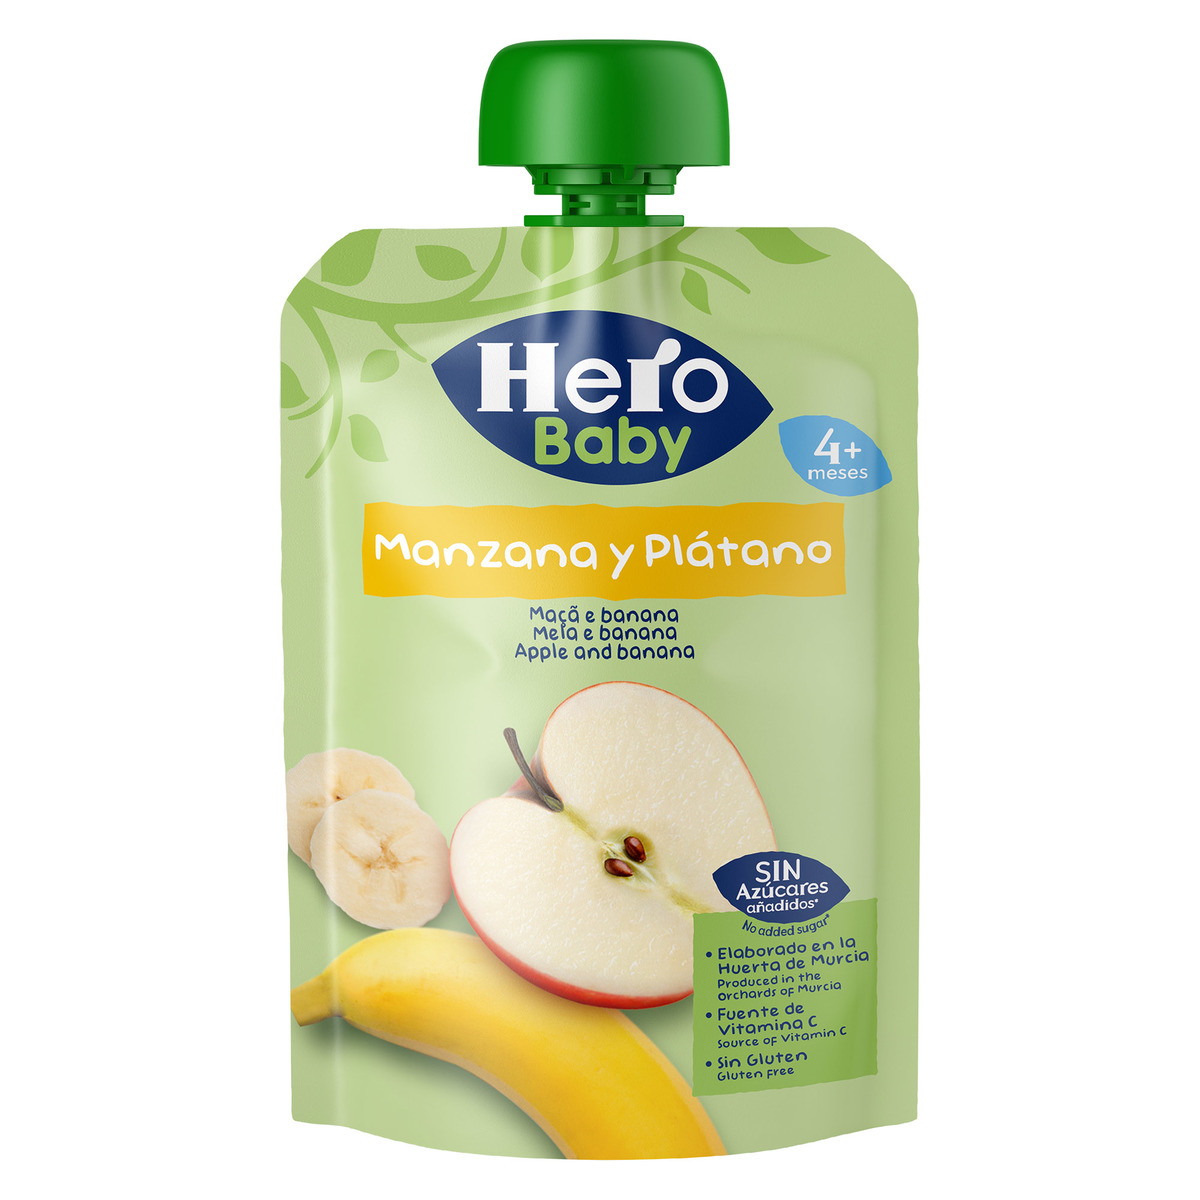 Hero
Baby
4+
meses
Manzana y Plátano
Maçã e banana
Mela e banana
Apple and banana
SIN
Azúcares
añadidos*
No added sugar*
• Elaborado en la
Huerta de Murcia
Produced in the
orchards of Murcia
• Fuente de
Vitamina C
Source of Vitamin C
• Sin Gluten
Gluten free